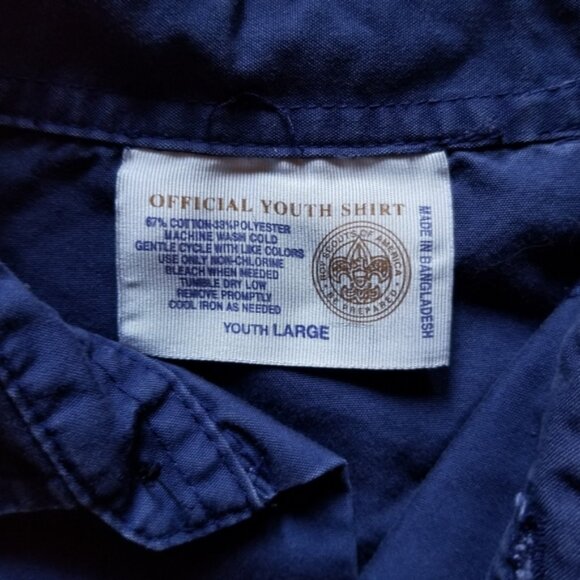 OFFICIAL YOUTH SHIRT
67% COTTON-33% POLYESTER
MACHINE WASH COLD
GENTLE CYCLE WITH LIKE COLORS
USE ONLY NON-CHLORINE
BLEACH WHEN NEEDED
TUMBLE DRY LOW
REMOVE PROMPTLY
COOL IRON AS NEEDED
YOUTH LARGE
BOY SCOUTS OF AMERICA
BE PREPARED
MADE IN BANGLADESH